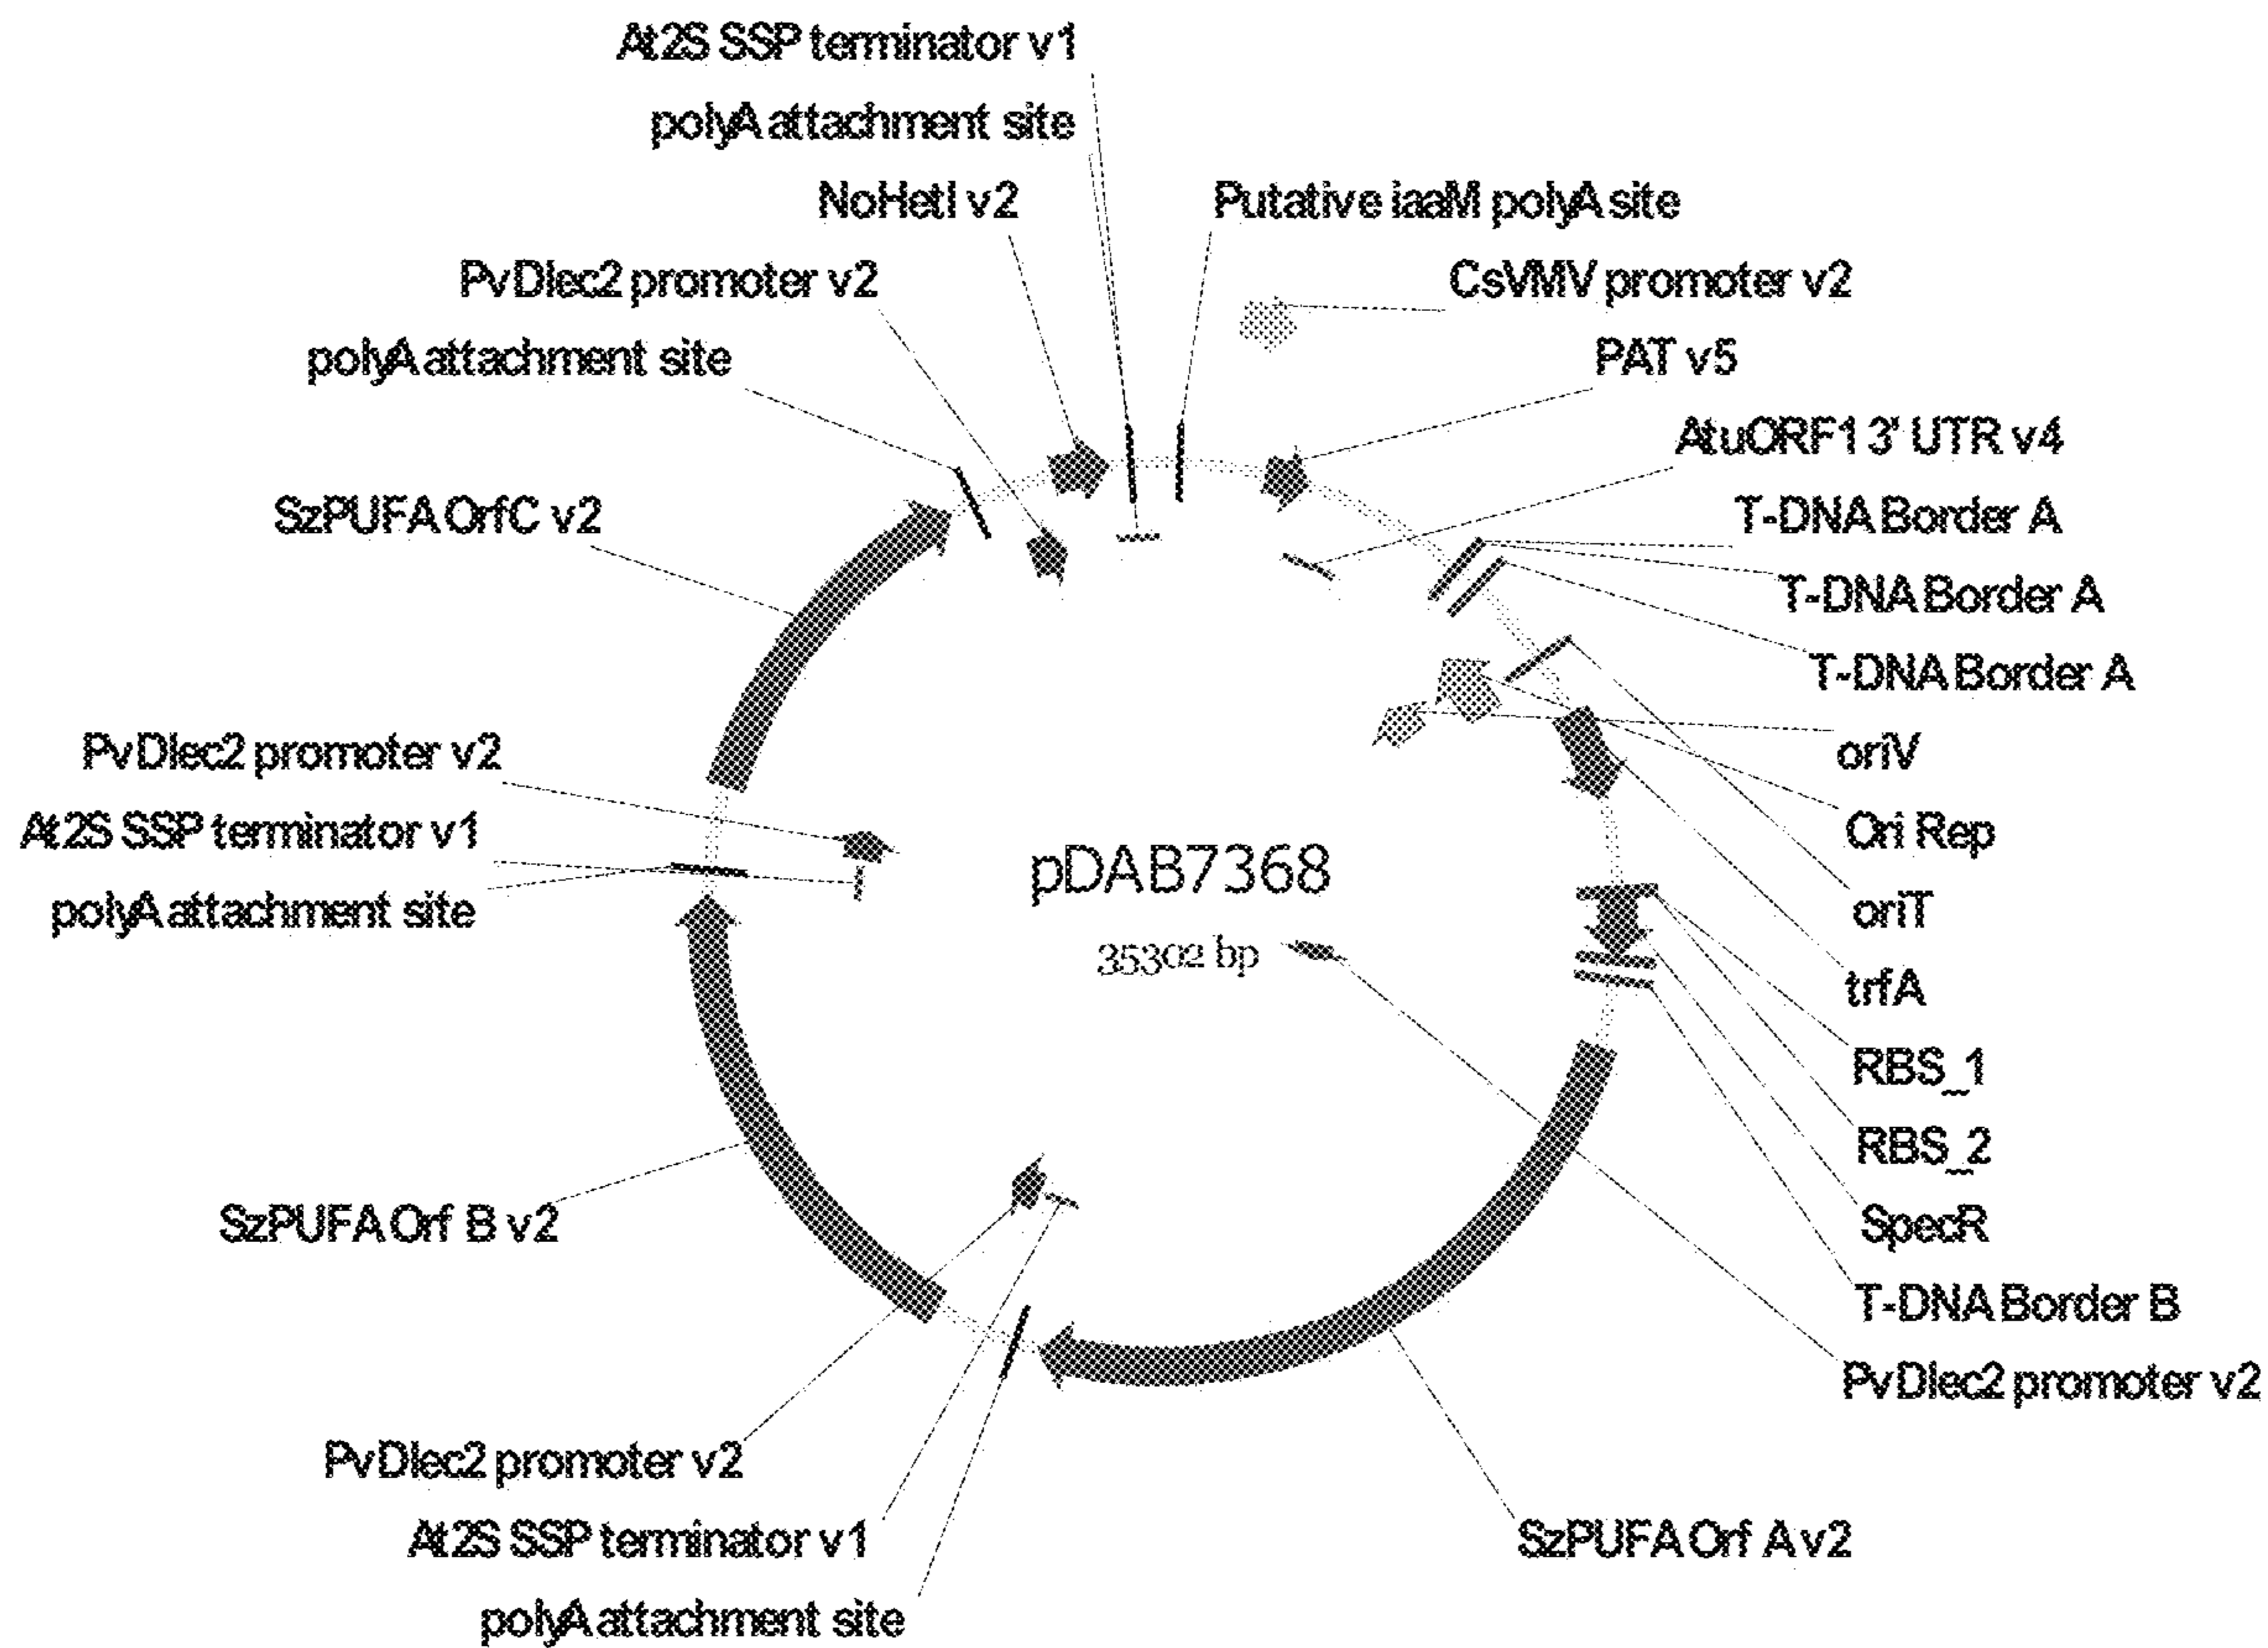 At2S SSP terminator v1
polyA attachment site
NoHetI v2
Putative iaaM polyA site
PvDlec2 promoter v2
CsVMV promoter v2
polyA attachment site
PAT v5
AtuORF1 3' UTR v4
SzPUFA OrfC v2
T-DNA Border A
T-DNA Border A
T-DNA Border A
PvDlec2 promoter v2
oriV
At2S SSP terminator v1
Ori Rep
pDAB7368
polyA attachment site
oriT
35302 bp
trfA
RBS_1
RBS_2
SzPUFA Orf B v2
SpecR
T-DNA Border B
PvDlec2 promoter v2
PvDlec2 promoter v2
At2S SSP terminator v1
SzPUFA Orf A v2
polyA attachment site